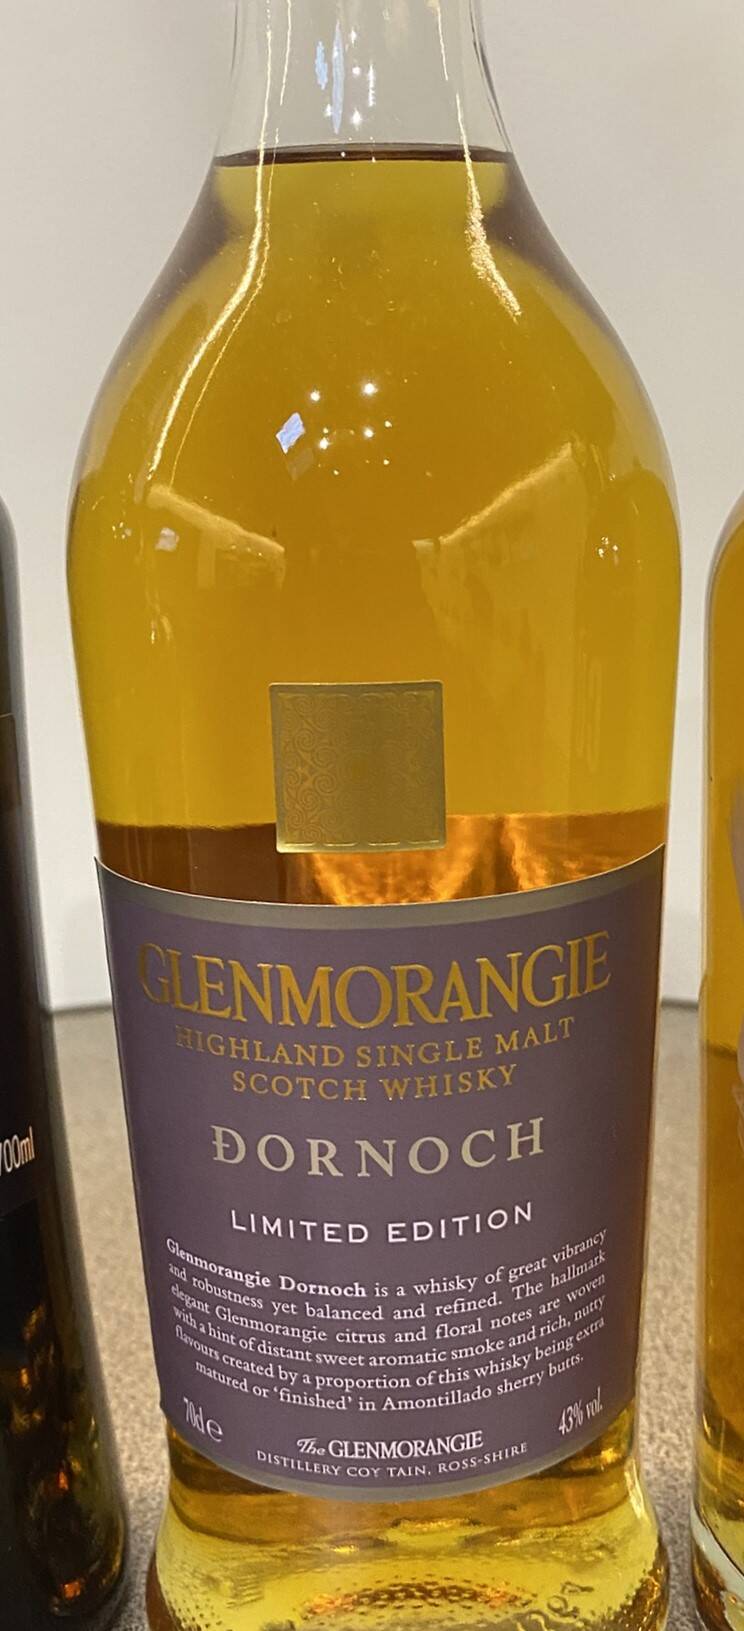 GLENMORANGIE
HIGHLAND SINGLE MALT
SCOTCH WHISKY
ĐORNOCH
LIMITED EDITION
Glenmorangie Dornoch is a whisky of great vibrancy
and robustness yet balanced and refined. The hallmark
elegant Glenmorangie citrus and floral notes are woven
with a hint of distant sweet aromatic smoke and rich, nutty
flavours created by a proportion of this whisky being extra
matured or ‘finished’ in Amontillado sherry butts.
70cl e
43% vol.
The GLENMORANGIE
DISTILLERY COY TAIN, ROSS-SHIRE
700ml